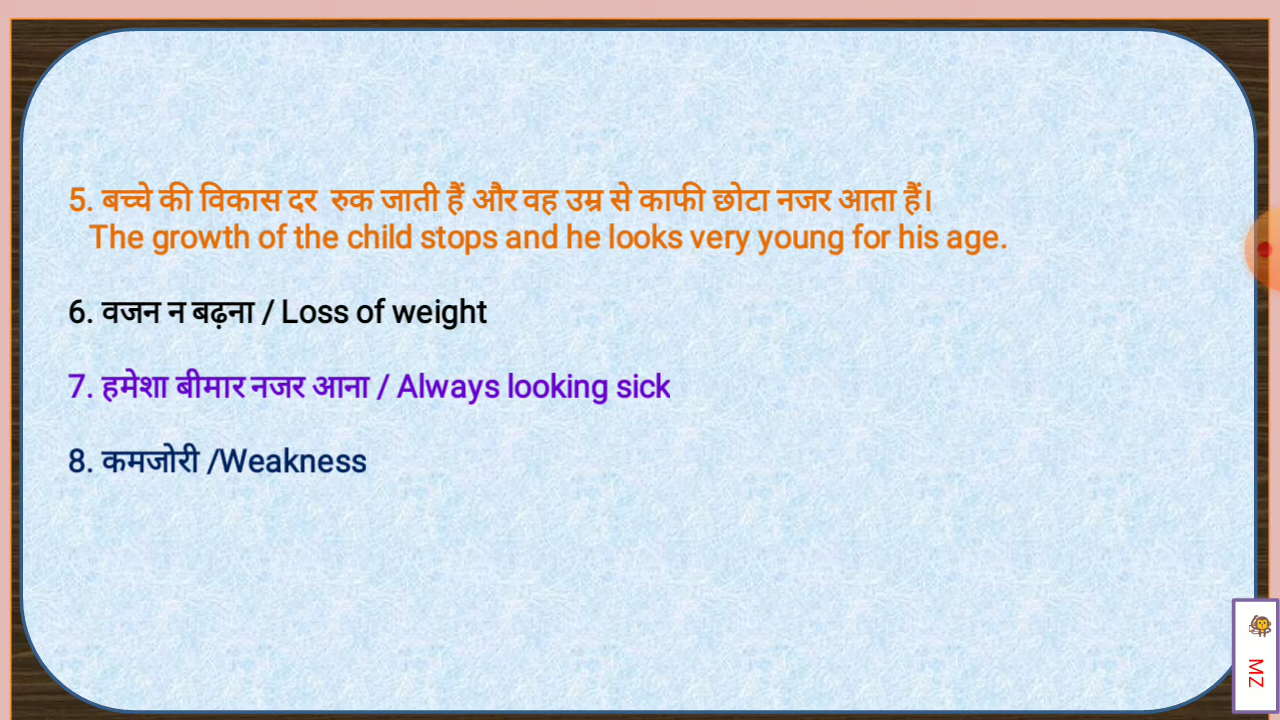 5. बच्चे की विकास दर रुक जाती हैं और वह उम्र से काफी छोटा नजर आता हैं।
The growth of the child stops and he looks very young for his age.
6. वजन न बढ़ना / Loss of weight
7. हमेशा बीमार नजर आना / Always looking sick
8. कमजोरी /Weakness
MZ